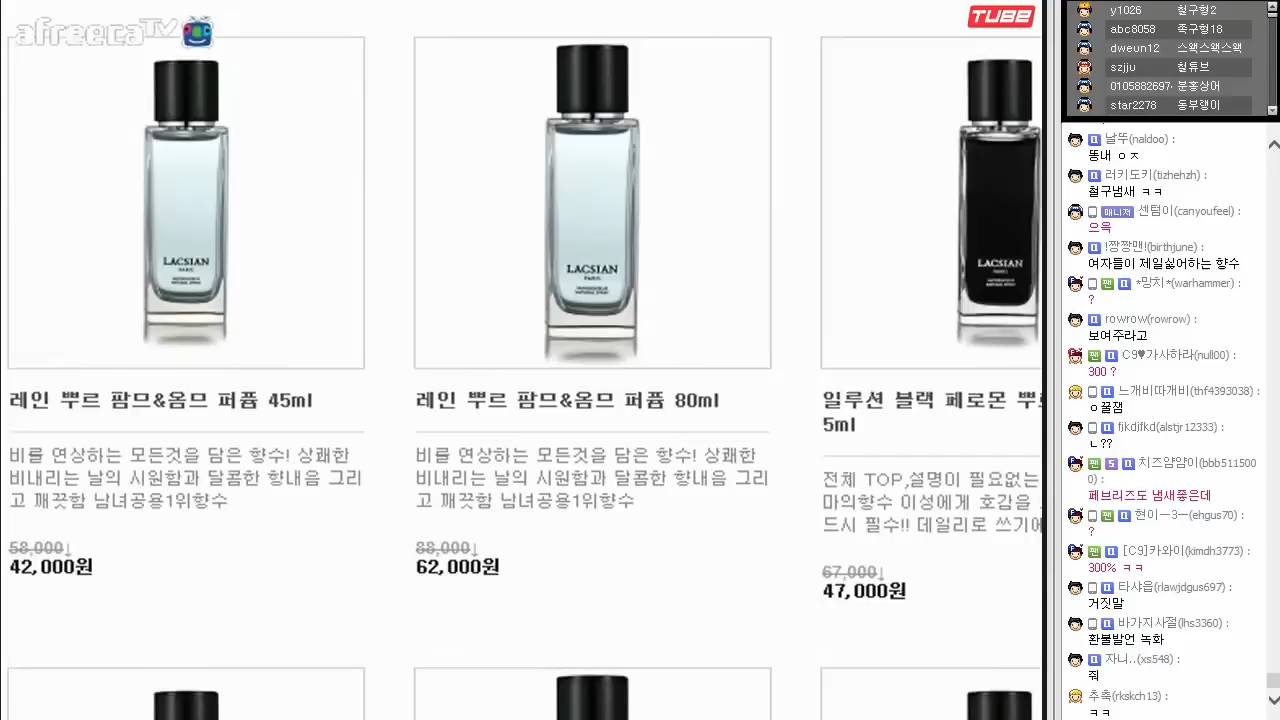 afreecaTV
TUBE
LACSIAN
PARIS
LACSIAN
PARIS
LACSIAN
레인 뿌르 팜므&옴므 퍼퓸 45ml
비를 연상하는 모든것을 담은 향수! 상쾌한
비내리는 날의 시원함과 달콤한 향내음 그리
고 깨끗함 남녀공용1위향수
58,000↓
42,000원
레인 뿌르 팜므&옴므 퍼퓸 80ml
비를 연상하는 모든것을 담은 향수! 상쾌한
비내리는 날의 시원함과 달콤한 향내음 그리
고 깨끗함 남녀공용1위향수
88,000↓
62,000원
일루션 블랙 페로몬 뿌
5ml
전체 TOP,설명이 필요없는
마의향수 이성에게 호감을
드시 필수!! 데일리로 쓰기에
67,000↓
47,000원
y1026 철구형2
abc8058 족구형18
dweun12 스왝스왝스왝
szjju 철튜브
0105882697 분홍상어
star2278 동부갱이
날뚜(naldoo) :
똥내 ㅇㅈ
러키도키(tizhehzh) :
철구냄새 ㅋㅋ
매니저 센텀이(canyoufeel) :
으윽
!짱짱맨!(birthjune) :
여자들이 제일싫어하는 향수
팬 *망치*(warhammer) :
?
rowrow(rowrow) :
보여주라고
팬 C9♥가사하라(null00) :
300 ?
느개비따개비(thf4393038) :
ㅇ꿀잼
fjkdjfkd(alstjr12333) :
ㄴ??
팬 5 치즈얌얌이(bbb511500
0) :
페브리즈도 냄새좋은데
팬 현이ㅡ3ㅡ(ehgus70) :
?
팬 [C9]카와이(kimdh3773) :
300% ㅋㅋ
타샤음(rlawjdgus697) :
거짓말
바가지사절(lhs3360) :
환불발언 녹화
자니..(xs548) :
줘
추축(rkskch13) :
ㅋㅋ